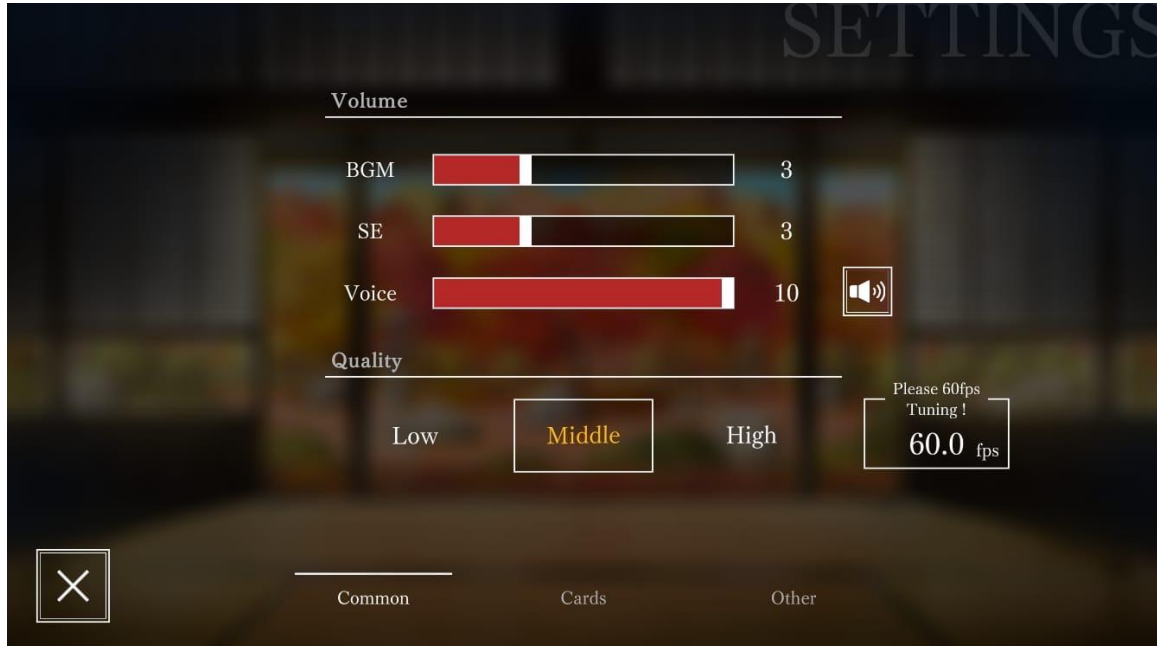 SETTINGS
Volume
BGM 3
SE 3
Voice 10
Quality
Low Middle High
Please 60fps
Tuning !
60.0 fps
Common Cards Other